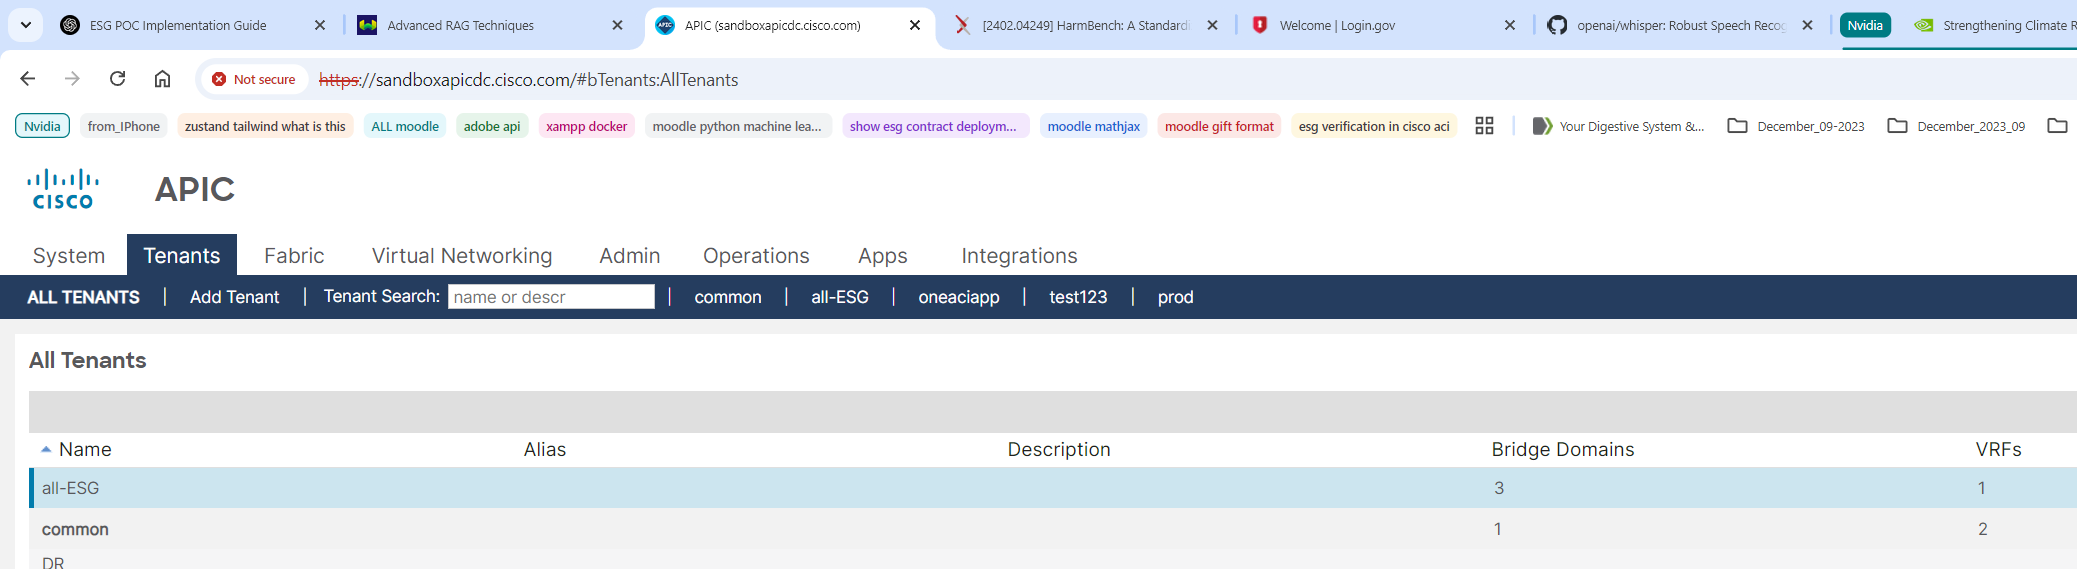 ESG POC Implementation Guide
Advanced RAG Techniques
APIC (sandboxapicdc.cisco.com)
[2402.04249] HarmBench: A Standardi
Welcome | Login.gov
openai/whisper: Robust Speech Recog
Nvidia
Strengthening Climate R
Not secure
https://sandboxapicdc.cisco.com/#bTenants:AllTenants
Nvidia
from_IPhone
zustand tailwind what is this
ALL moodle
adobe api
xampp docker
moodle python machine lea...
show esg contract deploym...
moodle mathjax
moodle gift format
esg verification in cisco aci
Your Digestive System &...
December_09-2023
December_2023_09
CISCO
APIC
System Tenants Fabric Virtual Networking Admin Operations Apps Integrations
ALL TENANTS | Add Tenant | Tenant Search: name or descr | common | all-ESG | oneaciapp | test123 | prod
All Tenants
Name Alias Description Bridge Domains VRFs
all-ESG 3 1
common 1 2
DR